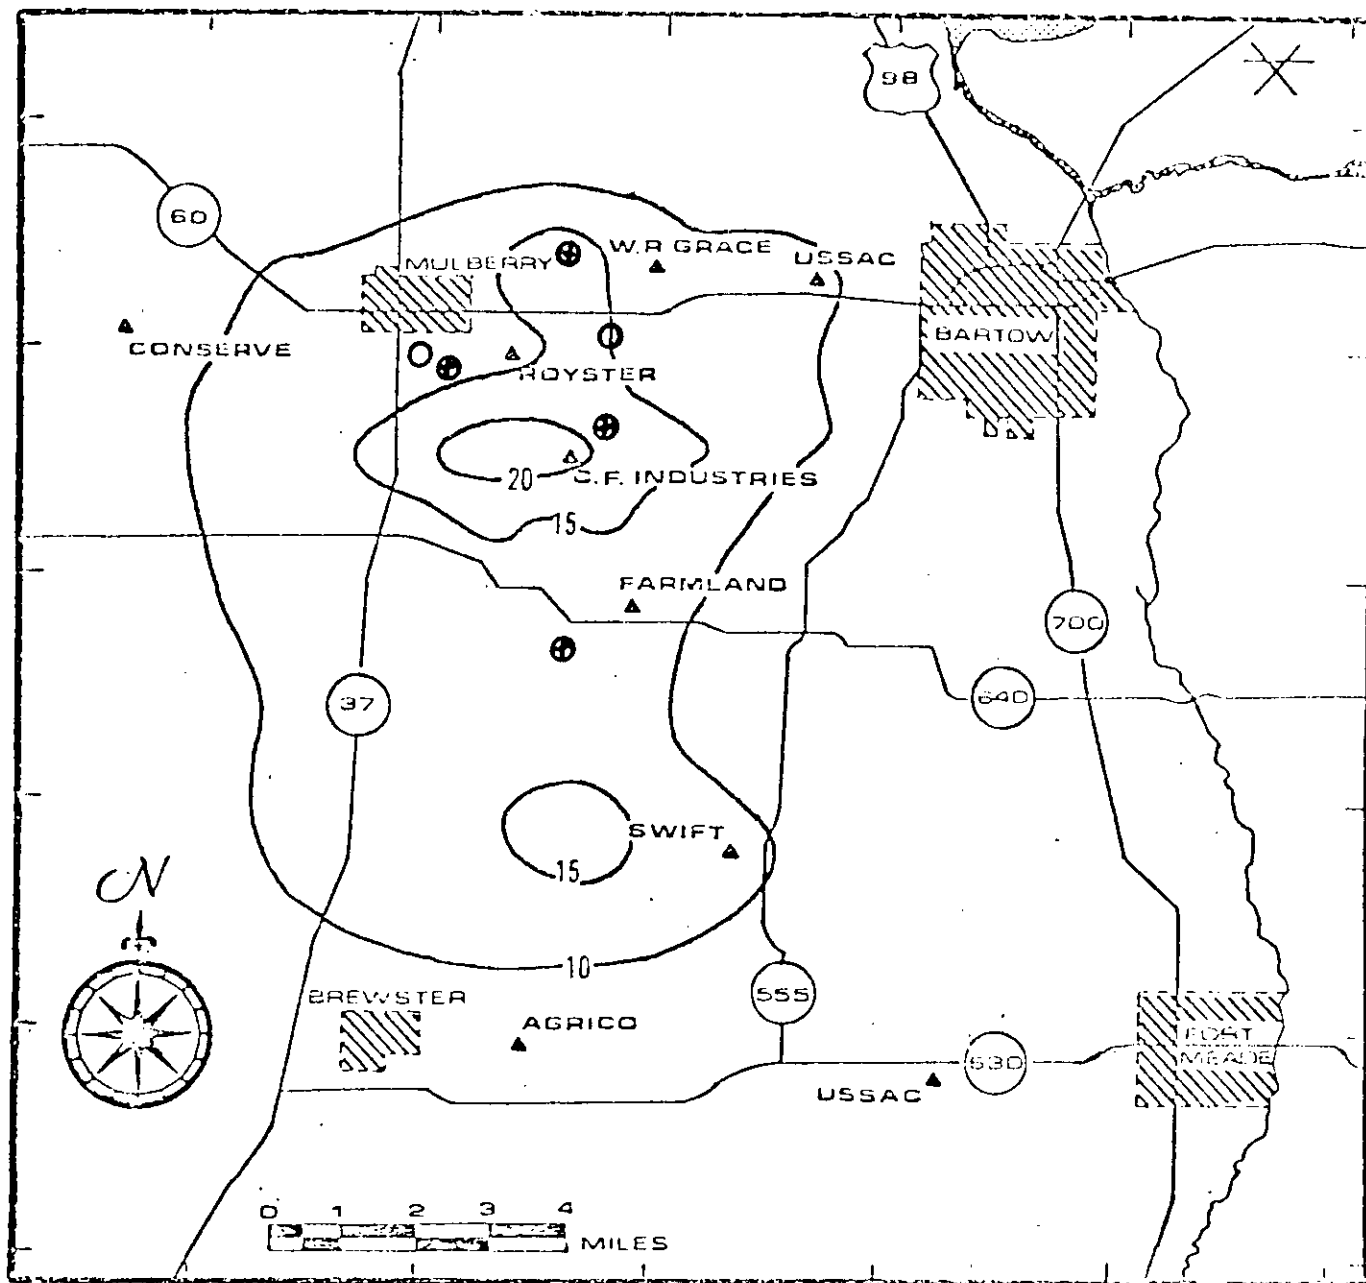 98
60
W.R GRACE
MULBERRY
USSAC
CONSERVE
BARTOW
ROYSTER
20
C.F. INDUSTRIES
15
FARMLAND
700
37
640
SWIFT
15
N
10
BREWSTER
555
AGRICO
FORT
MEADE
630
USSAC
0 1 2 3 4
MILES